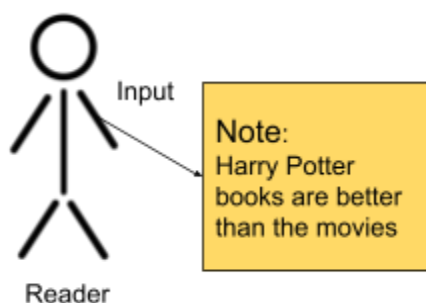 Input
Note:
Harry Potter
books are better
than the movies
Reader